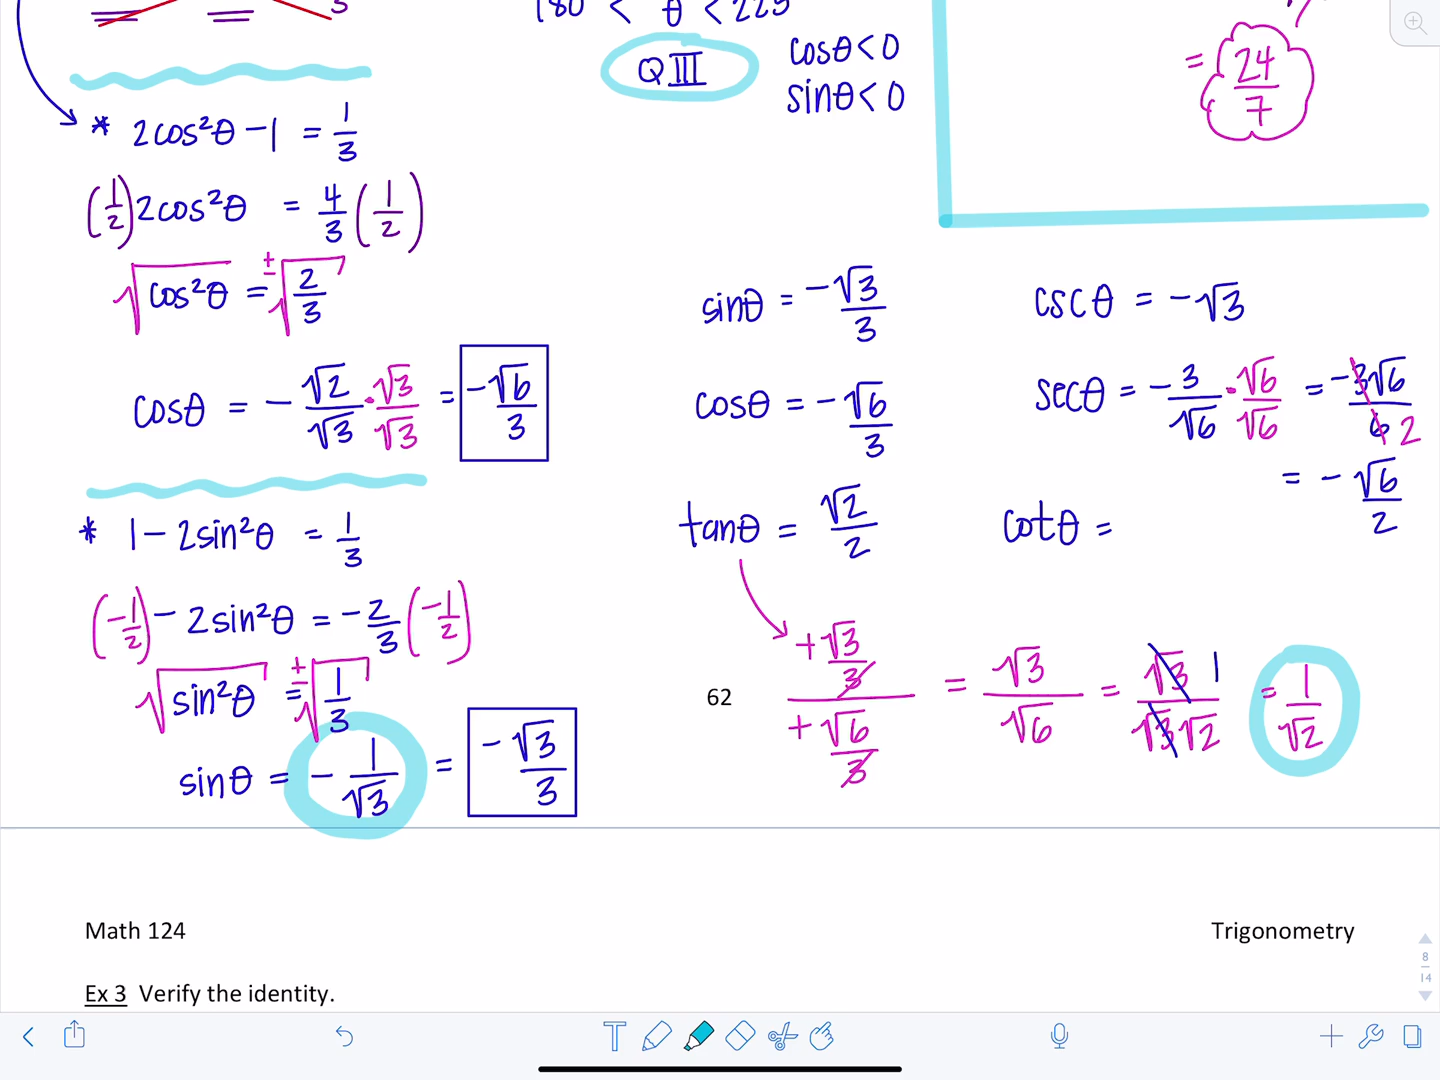 180° < θ < 225°
QIII
cosθ<0
sinθ<0
= 24/7
* 2cos²θ - 1 = 1/3
(1/2) 2cos²θ = 4/3 (1/2)
√cos²θ = ±√(2/3)
cosθ = - √2/√3 · √3/√3 = -√6/3
* 1 - 2sin²θ = 1/3
(-1/2) - 2sin²θ = -2/3 (-1/2)
√sin²θ = ±√(1/3)
sinθ = - 1/√3 = -√3/3
sinθ = -√3/3
cscθ = -√3
cosθ = -√6/3
secθ = -3/√6 · √6/√6 = -3√6/6 2
= -√6/2
tanθ = √2/2
cotθ =
+√3/3 / +√6/3 = √3/√6 = √3 1/√3√2 = 1/√2
62
Math 124
Trigonometry
Ex 3 Verify the identity.
8
14
T